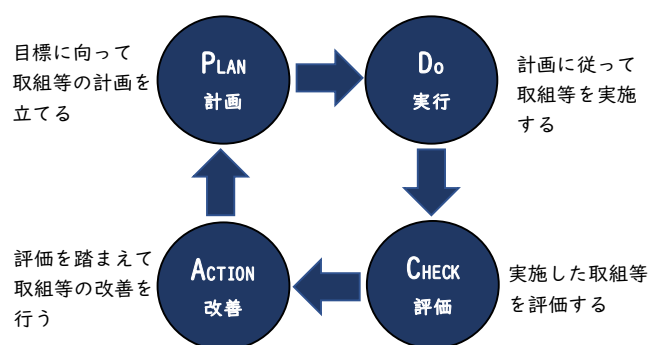 目標に向って
取組等の計画を
立てる
PLAN
計画
Do
実行
計画に従って
取組等を実施
する
評価を踏まえて
取組等の改善を
行う
ACTION
改善
CHECK
評価
実施した取組等
を評価する